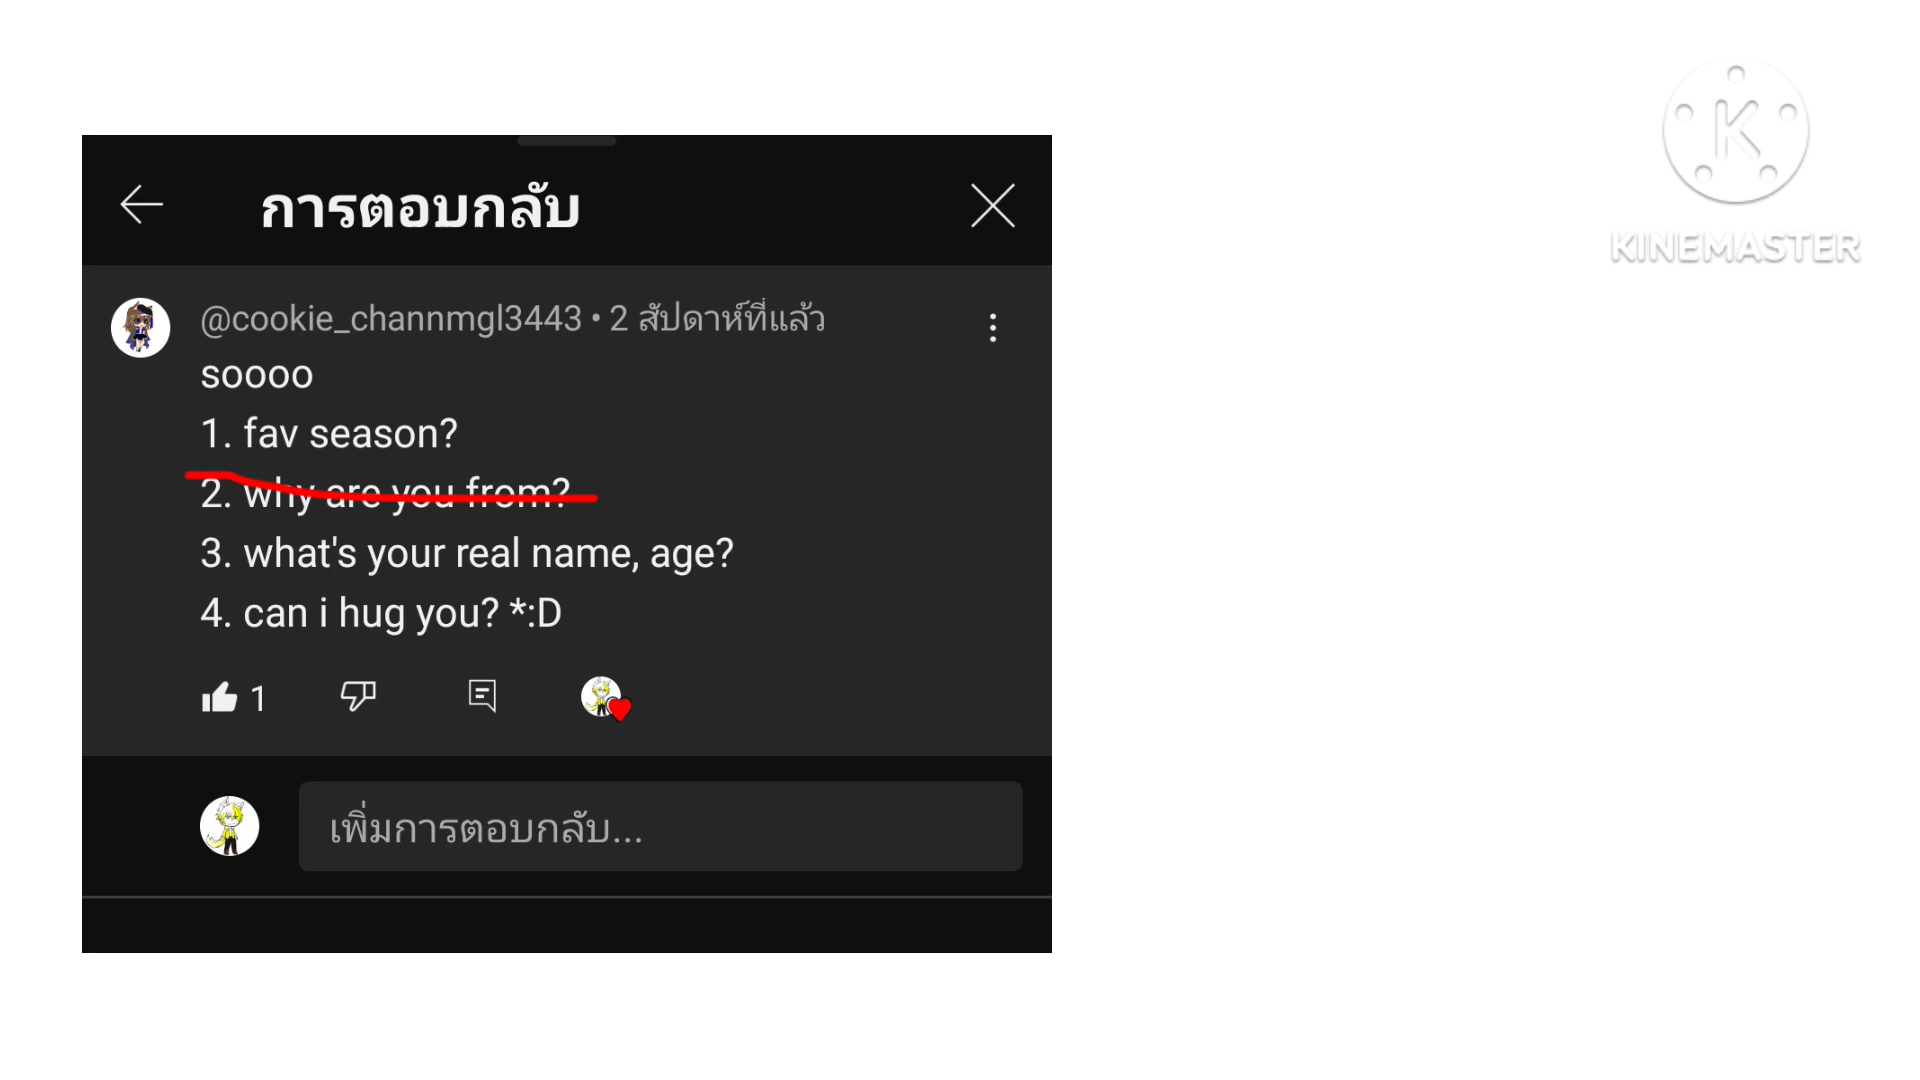 KINEMASTER
การตอบกลับ
@cookie_channmgl3443 • 2 สัปดาห์ที่แล้ว
soooo
1. fav season?
2. why are you from?
3. what's your real name, age?
4. can i hug you? *:D
1
เพิ่มการตอบกลับ...